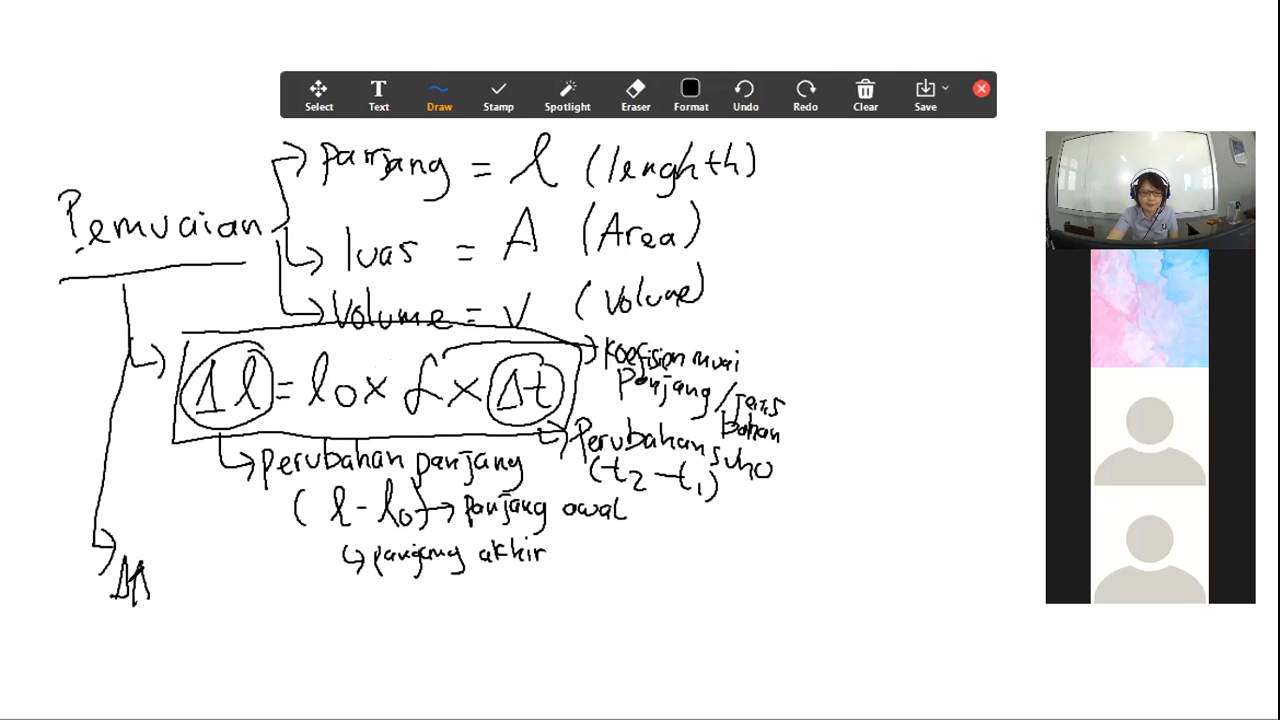 Select Text Draw Stamp Spotlight Eraser Format Undo Redo Clear Save
Pemuaian
panjang = l (lenghth)
luas = A (Area)
Volume = V (Volume)
Δl = lo x α x Δt
koefisien muai
panjang / jenis
bahan
Perubahan suhu
(t2 - t1)
perubahan panjang
(l - lo) → panjang awal
↳ panjang akhir
ΔA